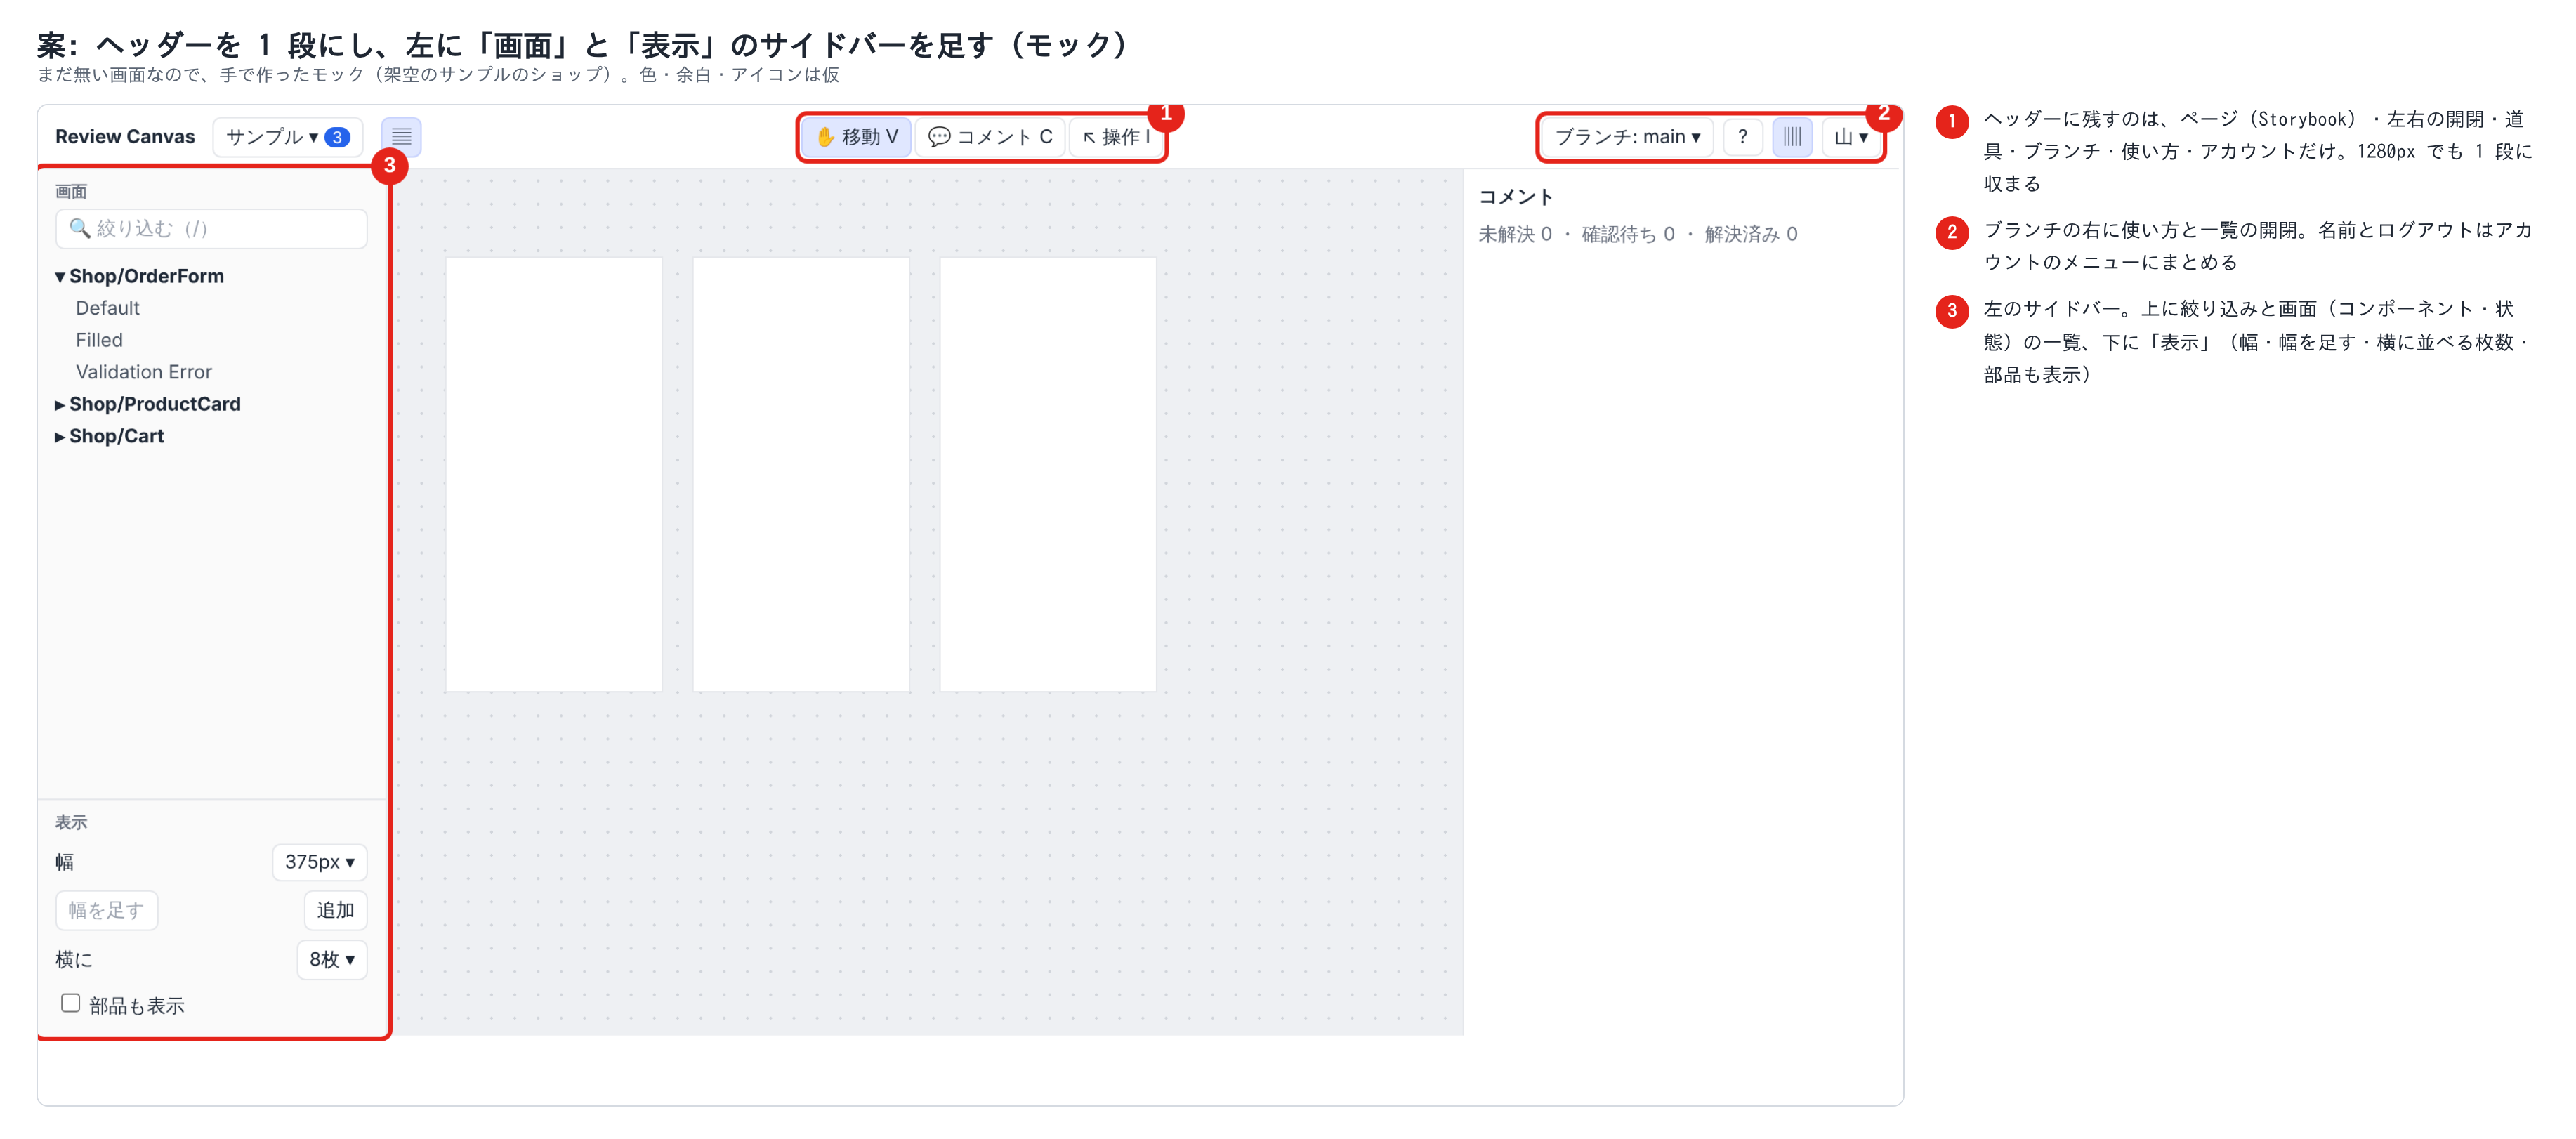 案: ヘッダーを 1 段にし、左に「画面」と「表示」のサイドバーを足す（モック）
まだ無い画面なので、手で作ったモック（架空のサンプルのショップ）。色・余白・アイコンは仮
Review Canvas サンプル ▾ 3
✋ 移動 V 💬 コメント C ↖ 操作 I 1
ブランチ: main ▾ ? 山 ▾ 2
3
画面
🔍 絞り込む（/）
▾ Shop/OrderForm
Default
Filled
Validation Error
▸ Shop/ProductCard
▸ Shop/Cart
表示
幅 375px ▾
幅を足す 追加
横に 8枚 ▾
部品も表示
コメント
未解決 0 ・ 確認待ち 0 ・ 解決済み 0
1 ヘッダーに残すのは、ページ（Storybook）・左右の開閉・道
具・ブランチ・使い方・アカウントだけ。1280px でも 1 段に
収まる
2 ブランチの右に使い方と一覧の開閉。名前とログアウトはアカ
ウントのメニューにまとめる
3 左のサイドバー。上に絞り込みと画面（コンポーネント・状
態）の一覧、下に「表示」（幅・幅を足す・横に並べる枚数・
部品も表示）